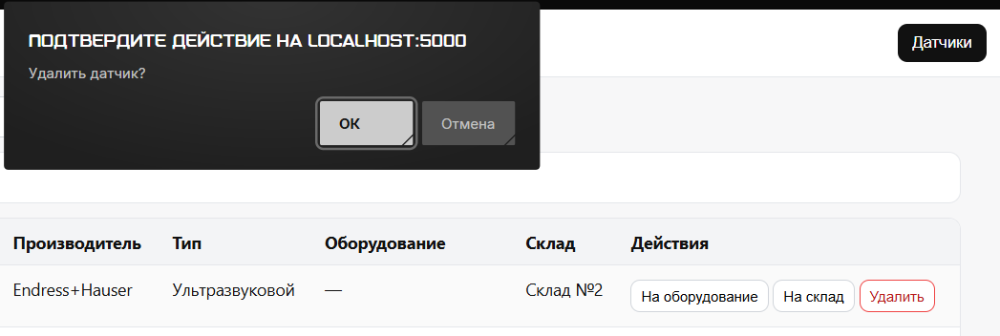 ПОДТВЕРДИТЕ ДЕЙСТВИЕ НА LOCALHOST:5000
Удалить датчик?
ОК Отмена
Датчики
Производитель Тип Оборудование Склад Действия
Endress+Hauser Ультразвуковой — Склад №2 На оборудование На склад Удалить